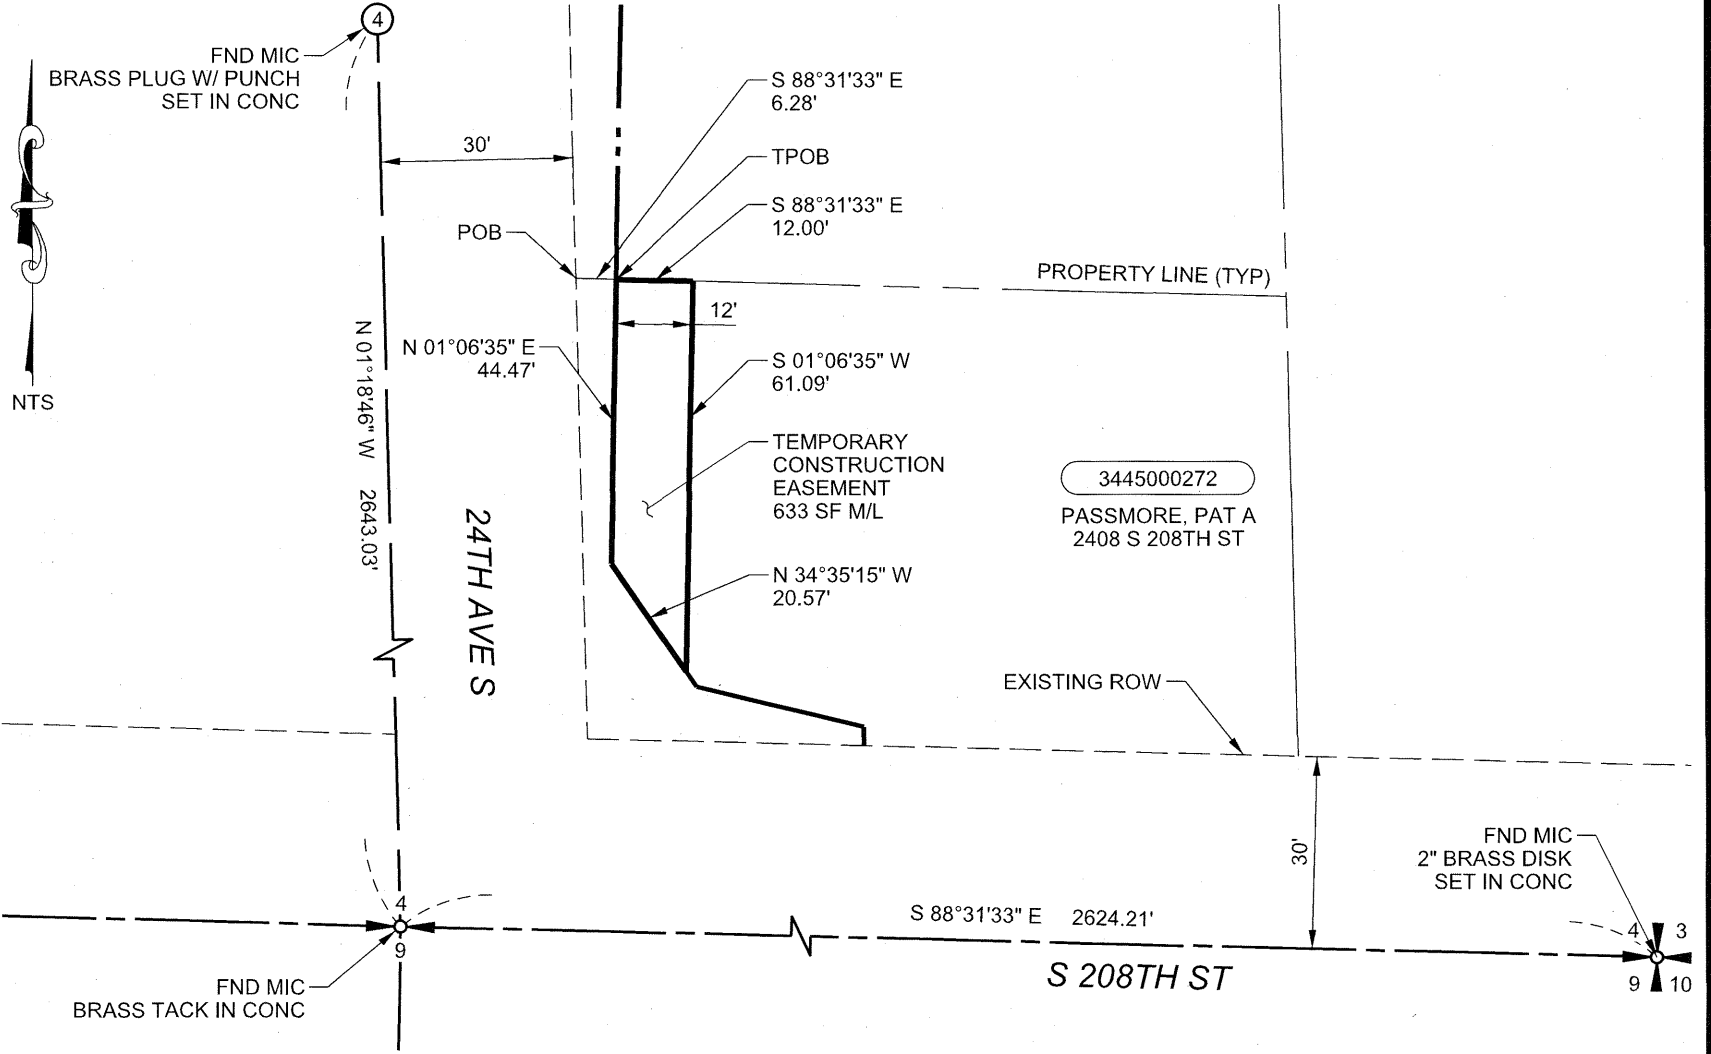 4
FND MIC
BRASS PLUG W/ PUNCH
SET IN CONC
S 88°31'33" E
6.28'
30'
TPOB
S 88°31'33" E
12.00'
POB
PROPERTY LINE (TYP)
12'
N 01°06'35" E
44.47'
S 01°06'35" W
61.09'
NTS
N 01°18'46" W 2643.03'
TEMPORARY
CONSTRUCTION
EASEMENT
633 SF M/L
3445000272
PASSMORE, PAT A
2408 S 208TH ST
24TH AVE S
N 34°35'15" W
20.57'
EXISTING ROW
30'
FND MIC
2" BRASS DISK
SET IN CONC
4
9
S 88°31'33" E 2624.21'
4 3
9 10
S 208TH ST
FND MIC
BRASS TACK IN CONC